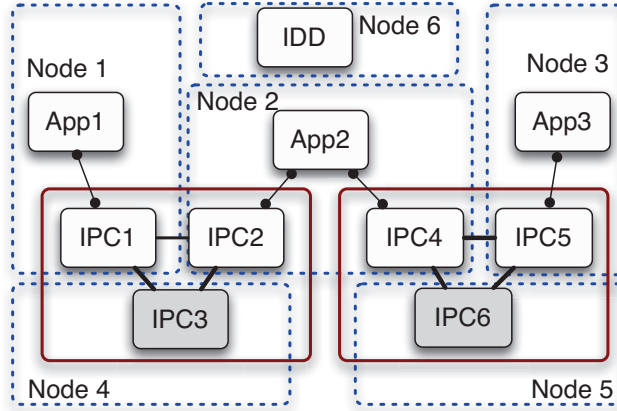 IDD
Node 6
Node 1
Node 3
Node 2
App1
App2
App3
IPC1
IPC2
IPC4
IPC5
IPC3
IPC6
Node 4
Node 5